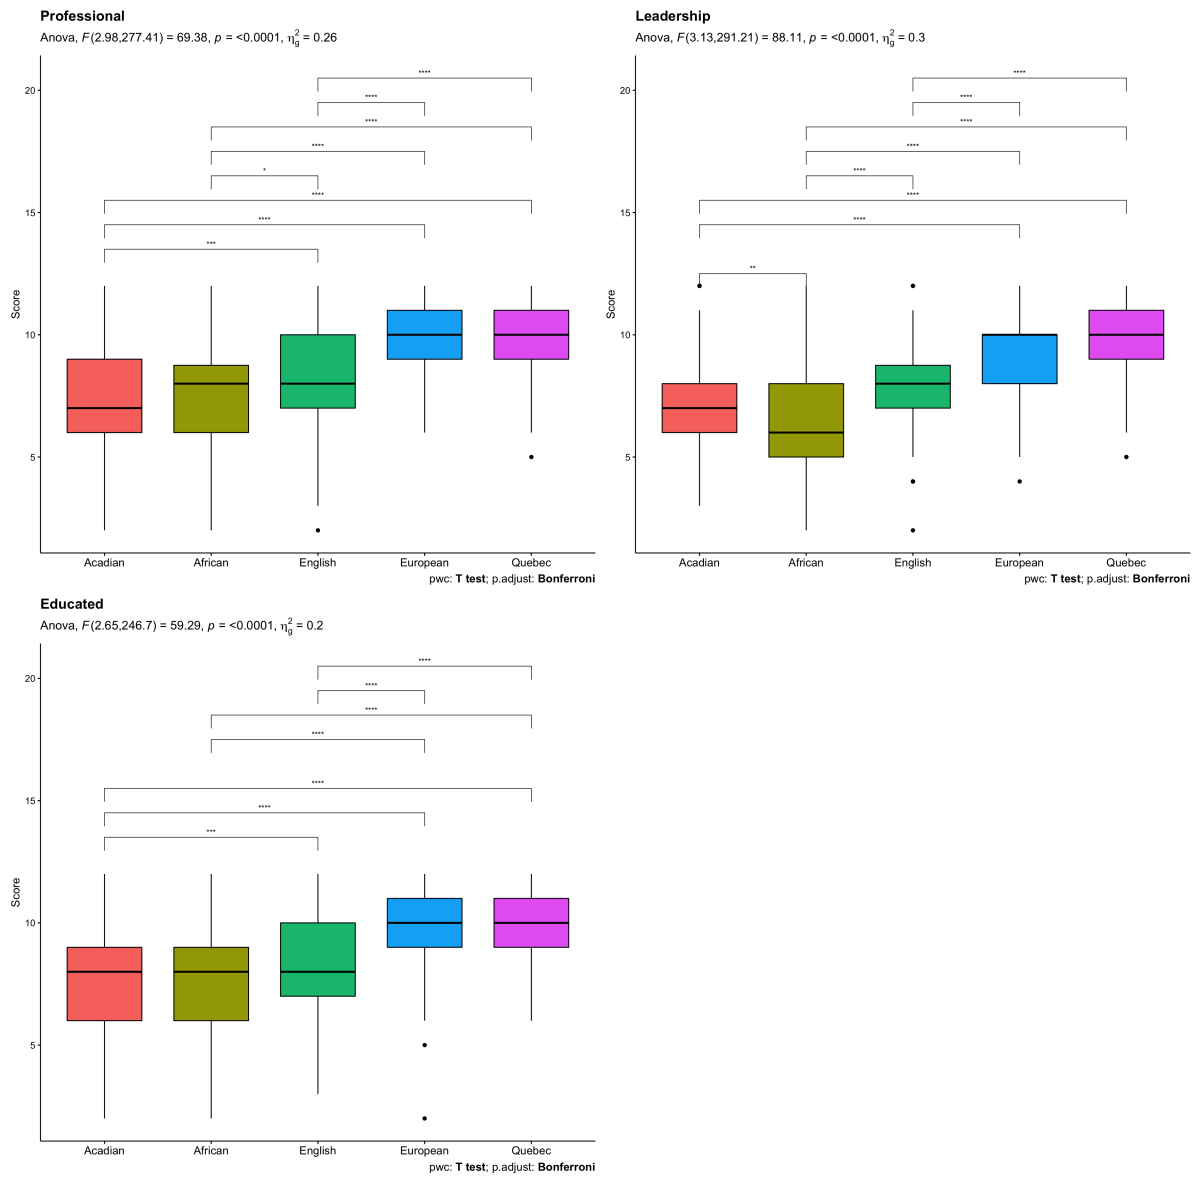 Professional
Anova, F(2.98,277.41) = 69.38, p = <0.0001, η²g = 0.26
****
****
****
****
*
****
****
***
20
15
10
5
Score
Acadian African English European Quebec
pwc: T test; p.adjust: Bonferroni
Leadership
Anova, F(3.13,291.21) = 88.11, p = <0.0001, η²g = 0.3
****
****
****
****
****
****
****
**
20
15
10
5
Score
Acadian African English European Quebec
pwc: T test; p.adjust: Bonferroni
Educated
Anova, F(2.65,246.7) = 59.29, p = <0.0001, η²g = 0.2
****
****
****
****
****
****
***
20
15
10
5
Score
Acadian African English European Quebec
pwc: T test; p.adjust: Bonferroni